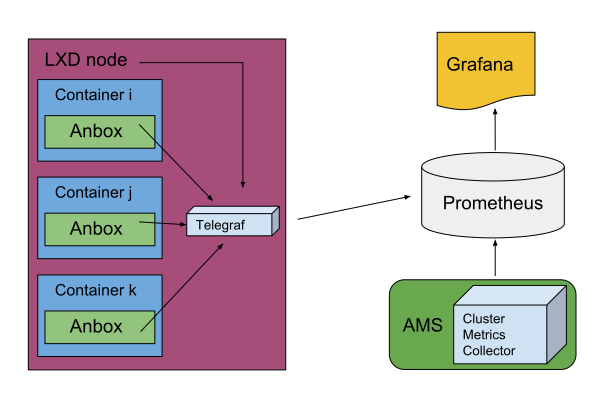 LXD node
Container i
Anbox
Container j
Anbox
Telegraf
Container k
Anbox
Grafana
Prometheus
AMS
Cluster
Metrics
Collector